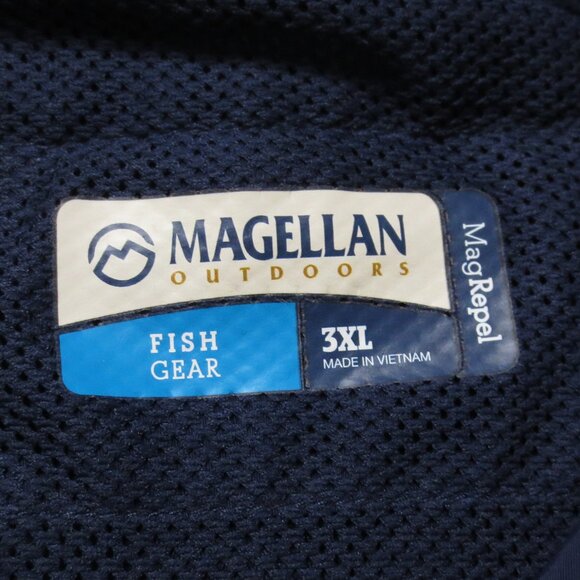 MAGELLAN
OUTDOORS
FISH
GEAR
3XL
MADE IN VIETNAM
MagRepel